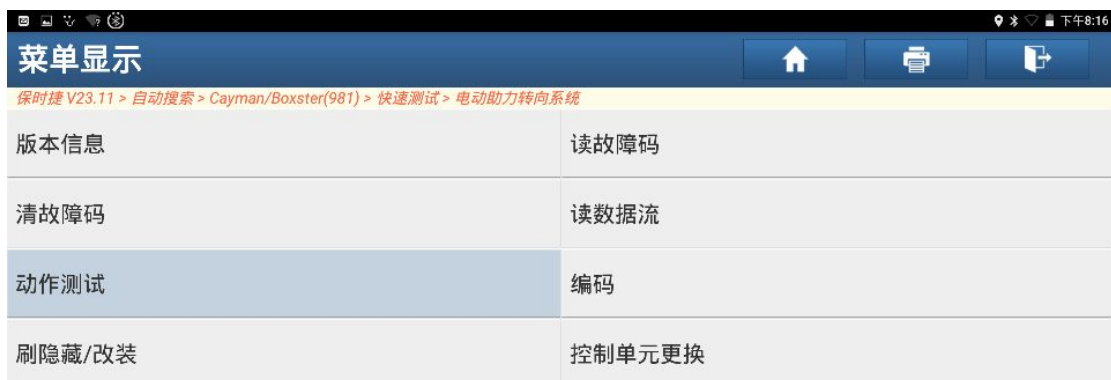 下午8:16
菜单显示
保时捷 V23.11 > 自动搜索 > Cayman/Boxster(981) > 快速测试 > 电动助力转向系统
版本信息
读故障码
清故障码
读数据流
动作测试
编码
刷隐藏/改装
控制单元更换